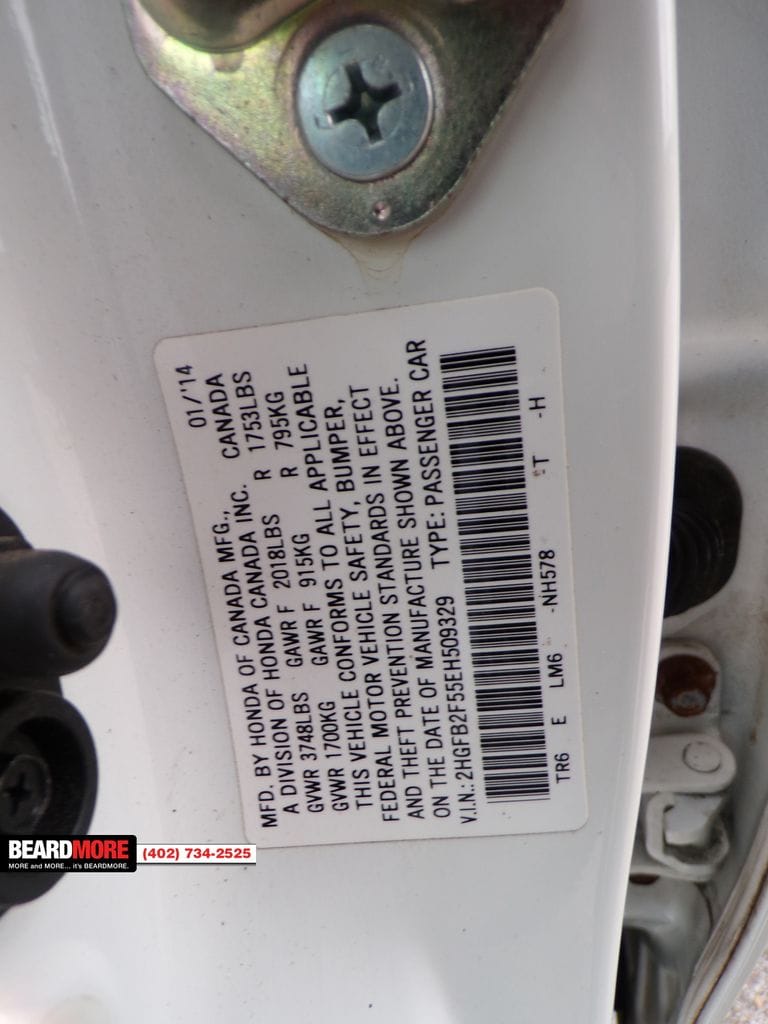 MFD. BY HONDA OF CANADA MFG., 01/'14
A DIVISION OF HONDA CANADA INC. CANADA
GVWR 3748LBS GAWR F 2018LBS R 1753LBS
GVWR 1700KG GAWR F 915KG R 795KG
THIS VEHICLE CONFORMS TO ALL APPLICABLE
FEDERAL MOTOR VEHICLE SAFETY, BUMPER,
AND THEFT PREVENTION STANDARDS IN EFFECT
ON THE DATE OF MANUFACTURE SHOWN ABOVE.
V.I.N.: 2HGFB2F55EH509329 TYPE: PASSENGER CAR
TR6 E LM6 -NH578 -T -H
BEARDMORE (402) 734-2525
MORE and MORE... it's BEARDMORE.